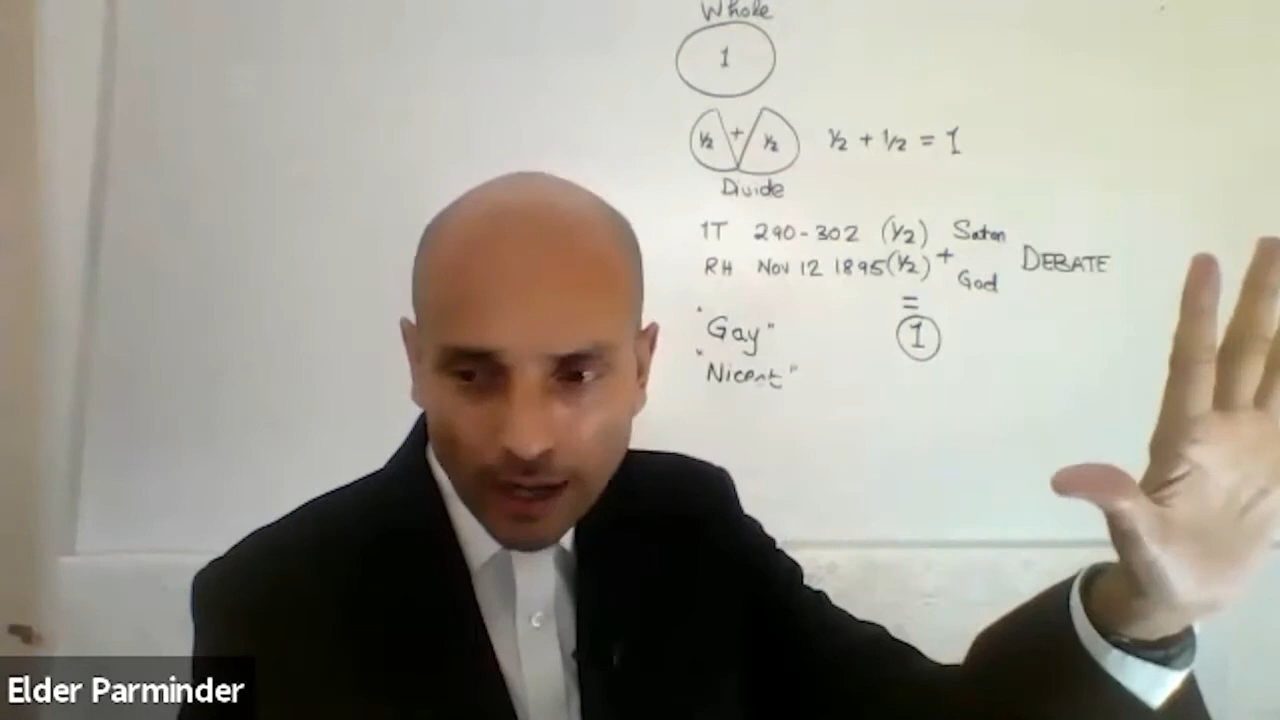 Whole
1
½ + ½ ½ + 1/2 = 1
Divide
1T 290-302 (½) Satan
RH Nov 12 1895 (½) + God DEBATE
=
1
"Gay"
"Nicent"
Elder Parminder